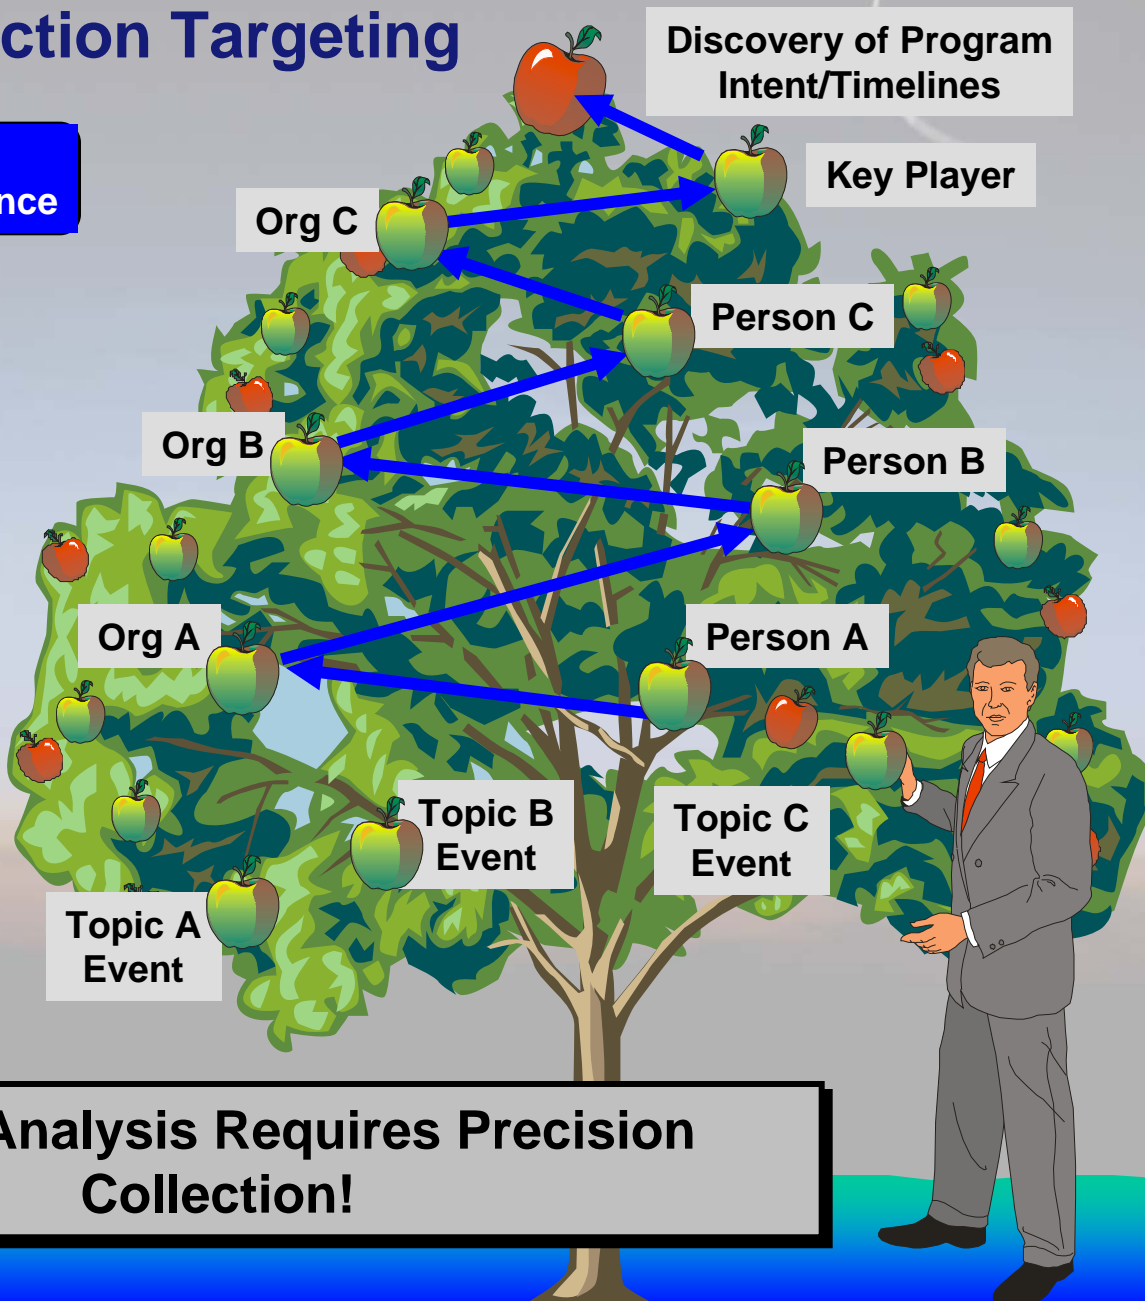 ction Targeting
Discovery of Program
Intent/Timelines
nce
Key Player
Org C
Person C
Org B
Person B
Org A
Person A
Topic B
Event
Topic C
Event
Topic A
Event
Analysis Requires Precision
Collection!